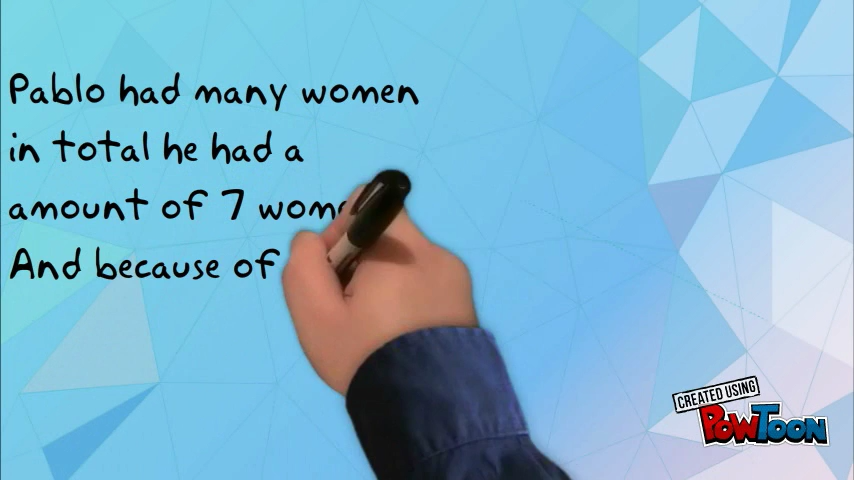 Pablo had many women
in total he had a
amount of 7
And because of
CREATED USING
POWTOON